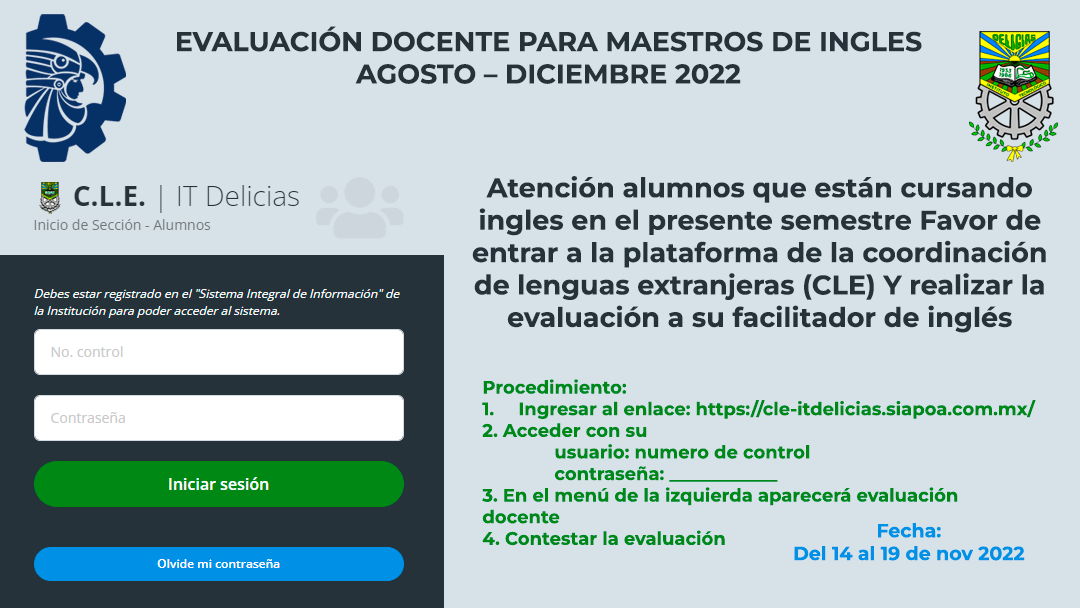 EVALUACIÓN DOCENTE PARA MAESTROS DE INGLES
AGOSTO – DICIEMBRE 2022
DELICIAS
C.L.E. | IT Delicias
Inicio de Sección - Alumnos
Debes estar registrado en el "Sistema Integral de Información" de
la Institución para poder acceder al sistema.
No. control
Contraseña
Iniciar sesión
Olvide mi contraseña
Atención alumnos que están cursando
ingles en el presente semestre Favor de
entrar a la plataforma de la coordinación
de lenguas extranjeras (CLE) Y realizar la
evaluación a su facilitador de inglés
Procedimiento:
1. Ingresar al enlace: https://cle-itdelicias.siapoa.com.mx/
2. Acceder con su
usuario: numero de control
contraseña: ____________
3. En el menú de la izquierda aparecerá evaluación
docente
4. Contestar la evaluación
Fecha:
Del 14 al 19 de nov 2022